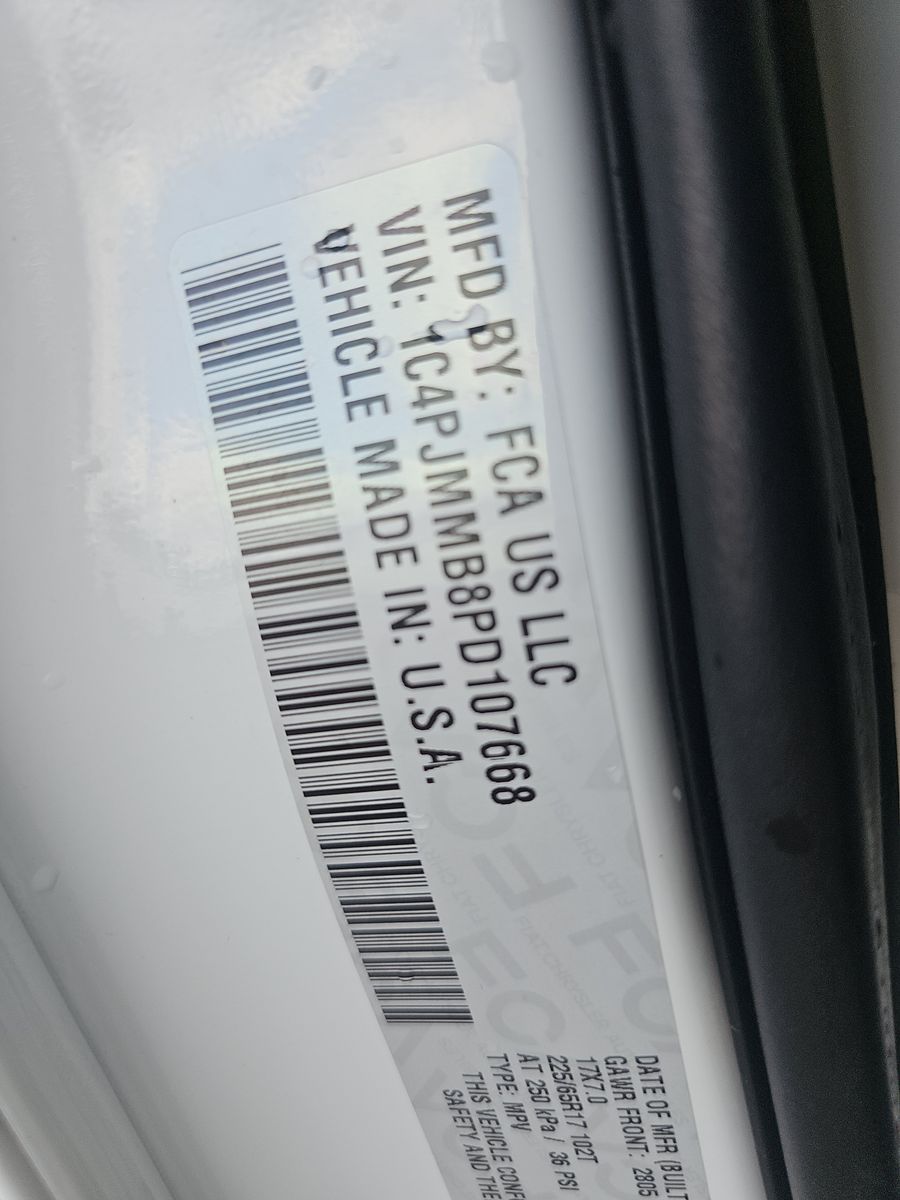 MFD BY: FCA US LLC
VIN: 1C4PJMMB8PD107668
VEHICLE MADE IN: U.S.A.
DATE OF MFR (BUILT
GAWR FRONT: 2805
17X7.0
225/65R17 102T
AT 250 kPa / 36 PSI
TYPE: MPV
THIS VEHICLE CONF
SAFETY AND THE